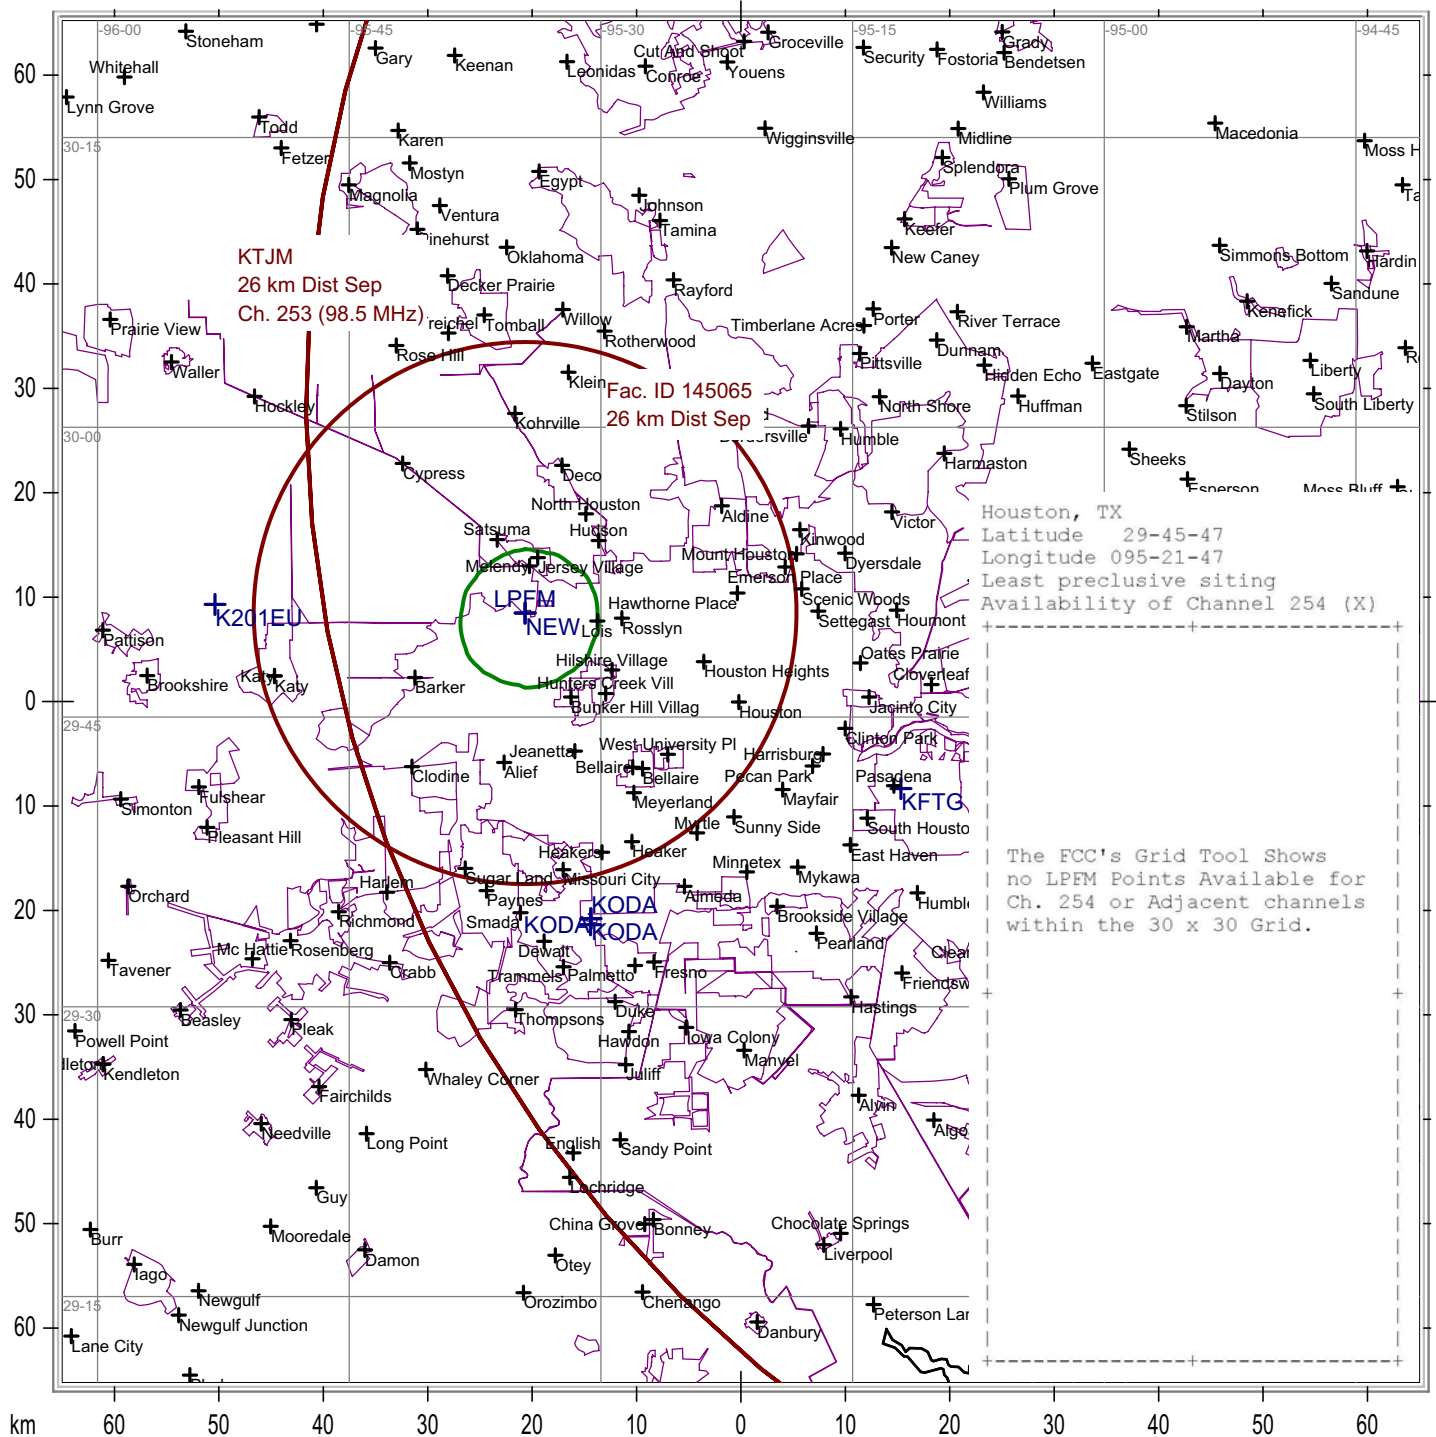 -96-00
-95-45
-95-30
-95-15
-95-00
-94-45
Stoneham
Gary
Keenan
Leonidas
Cut And Shoot
Conroe
Youens
Groceville
Security
Fostoria
Grady
Bendetsen
60
Whitehall
Lynn Grove
Williams
Todd
Karen
Wigginsville
Midline
Macedonia
30-15
Fetzer
Mostyn
Moss H
50
Magnolia
Egypt
Splendora
Plum Grove
Ta
Ventura
Johnson
Tamina
Keefer
inehurst
Oklahoma
New Caney
Simmons Bottom
Hardin
KTJM
26 km Dist Sep
Ch. 253 (98.5 MHz)
40
Decker Prairie
Rayford
Sandune
Kenefick
Prairie View
reichel
Tomball
Willow
Rotherwood
Timberlane Acres
Porter
River Terrace
Martha
Waller
Rose Hill
Pittsville
Dunnam
Hidden Echo
Eastgate
Liberty
Dayton
30
Hockley
Klein
Fac. ID 145065
26 km Dist Sep
North Shore
Huffman
Stilson
South Liberty
Kohrville
30-00
Humble
Cypress
Deco
Harmaston
Sheeks
20
Esperson
Moss Bluff
North Houston
Hudson
Aldine
Victor
Satsuma
Kinwood
Mount Houston
Dyersdale
Melendy
Jersey Village
Emerson Place
Scenic Woods
Houston, TX
Latitude 29-45-47
Longitude 095-21-47
Least preclusive siting
Availability of Channel 254 (X)
10
K201EU
LPFM
NEW
Lois
Hawthorne Place
Rosslyn
Settegast
Houmont
Pattison
Hilshire Village
Houston Heights
Oates Prairie
Cloverleaf
Brookshire
Katy
Katy
Barker
Hunters Creek Vill
Bunker Hill Villag
Houston
Jacinto City
0
29-45
Clinton Park
Jeanetta
West University Pl
Harrisburg
Clodine
Alief
Bellaire
Bellaire
Pecan Park
Pasadena
Simonton
Fulshear
Meyerland
Mayfair
KFTG
10
Pleasant Hill
Myrtle
Sunny Side
South Housto
Heakers
Heaker
East Haven
Sugar Land
Missouri City
Minnetex
Mykawa
The FCC's Grid Tool Shows
no LPFM Points Available for
Ch. 254 or Adjacent channels
within the 30 x 30 Grid.
Orchard
Harlem
Paynes
Almeda
Humble
20
Richmond
Smada
KODA
KODA
KODA
Brookside Village
Mc Hattie
Rosenberg
Dewalt
Pearland
Clear
Tavener
Crabb
Trammels
Palmetto
Fresno
Friendsw
29-30
30
Beasley
Pleak
Thompsons
Duke
Hastings
Powell Point
Hawdon
Iowa Colony
Manvel
dleton
Kendleton
Whaley Corner
Juliff
Fairchilds
40
Needville
Long Point
English
Sandy Point
Alvin
Algo
Guy
Lochridge
50
Burr
Mooredale
Damon
China Grove
Bonney
Chocolate Springs
Liverpool
Iago
Otey
Newgulf
Orozimbo
Chenango
29-15
60
Newgulf Junction
Danbury
Peterson Lar
Lane City
km
60
50
40
30
20
10
0
10
20
30
40
50
60